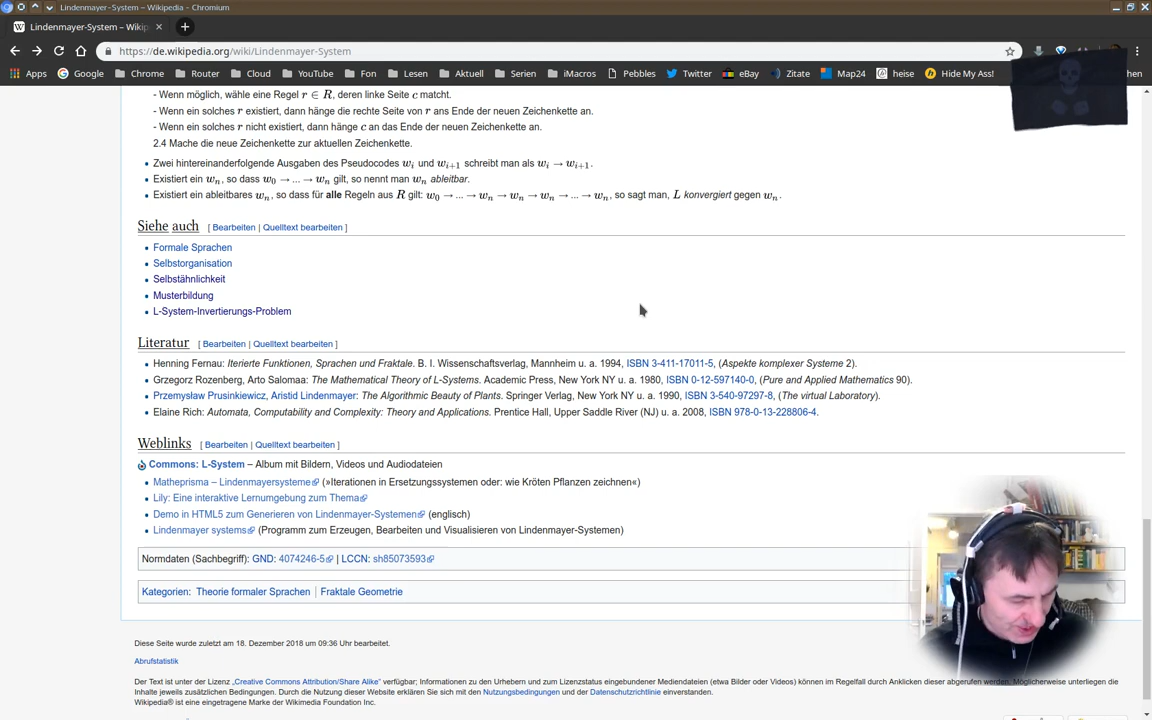 Lindenmayer-System – Wikipedia - Chromium
Lindenmayer-System – Wikip
https://de.wikipedia.org/wiki/Lindenmayer-System
Apps Google Chrome Router Cloud YouTube Fon Lesen Aktuell Serien iMacros Pebbles Twitter eBay Zitate Map24 heise Hide My Ass! hen
- Wenn möglich, wähle eine Regel r ∈ R, deren linke Seite c matcht.
- Wenn ein solches r existiert, dann hänge die rechte Seite von r ans Ende der neuen Zeichenkette an.
- Wenn ein solches r nicht existiert, dann hänge c an das Ende der neuen Zeichenkette an.
2.4 Mache die neue Zeichenkette zur aktuellen Zeichenkette.
Zwei hintereinanderfolgende Ausgaben des Pseudocodes wᵢ und wᵢ₊₁ schreibt man als wᵢ → wᵢ₊₁.
Existiert ein wₙ, so dass w₀ → ... → wₙ gilt, so nennt man wₙ ableitbar.
Existiert ein ableitbares wₙ, so dass für alle Regeln aus R gilt: w₀ → ... → wₙ → wₙ → wₙ → ... → wₙ, so sagt man, L konvergiert gegen wₙ.
Siehe auch [ Bearbeiten | Quelltext bearbeiten ]
Formale Sprachen
Selbstorganisation
Selbstähnlichkeit
Musterbildung
L-System-Invertierungs-Problem
Literatur [ Bearbeiten | Quelltext bearbeiten ]
Henning Fernau: Iterierte Funktionen, Sprachen und Fraktale. B. I. Wissenschaftsverlag, Mannheim u. a. 1994, ISBN 3-411-17011-5, (Aspekte komplexer Systeme 2).
Grzegorz Rozenberg, Arto Salomaa: The Mathematical Theory of L-Systems. Academic Press, New York NY u. a. 1980, ISBN 0-12-597140-0, (Pure and Applied Mathematics 90).
Przemysław Prusinkiewicz, Aristid Lindenmayer: The Algorithmic Beauty of Plants. Springer Verlag, New York NY u. a. 1990, ISBN 3-540-97297-8, (The virtual Laboratory).
Elaine Rich: Automata, Computability and Complexity: Theory and Applications. Prentice Hall, Upper Saddle River (NJ) u. a. 2008, ISBN 978-0-13-228806-4.
Weblinks [ Bearbeiten | Quelltext bearbeiten ]
Commons: L-System – Album mit Bildern, Videos und Audiodateien
Matheprisma – Lindenmayersysteme (»Iterationen in Ersetzungssystemen oder: wie Kröten Pflanzen zeichnen«)
Lily: Eine interaktive Lernumgebung zum Thema
Demo in HTML5 zum Generieren von Lindenmayer-Systemen (englisch)
Lindenmayer systems (Programm zum Erzeugen, Bearbeiten und Visualisieren von Lindenmayer-Systemen)
Normdaten (Sachbegriff): GND: 4074246-5 | LCCN: sh85073593
Kategorien: Theorie formaler Sprachen | Fraktale Geometrie
Diese Seite wurde zuletzt am 18. Dezember 2018 um 09:36 Uhr bearbeitet.
Abrufstatistik
Der Text ist unter der Lizenz „Creative Commons Attribution/Share Alike“ verfügbar; Informationen zu den Urhebern und zum Lizenzstatus eingebundener Mediendateien (etwa Bilder oder Videos) können im Regelfall durch Anklicken dieser abgerufen werden. Möglicherweise unterliegen die
Inhalte jeweils zusätzlichen Bedingungen. Durch die Nutzung dieser Website erklären Sie sich mit den Nutzungsbedingungen und der Datenschutzrichtlinie einverstanden.
Wikipedia® ist eine eingetragene Marke der Wikimedia Foundation Inc.